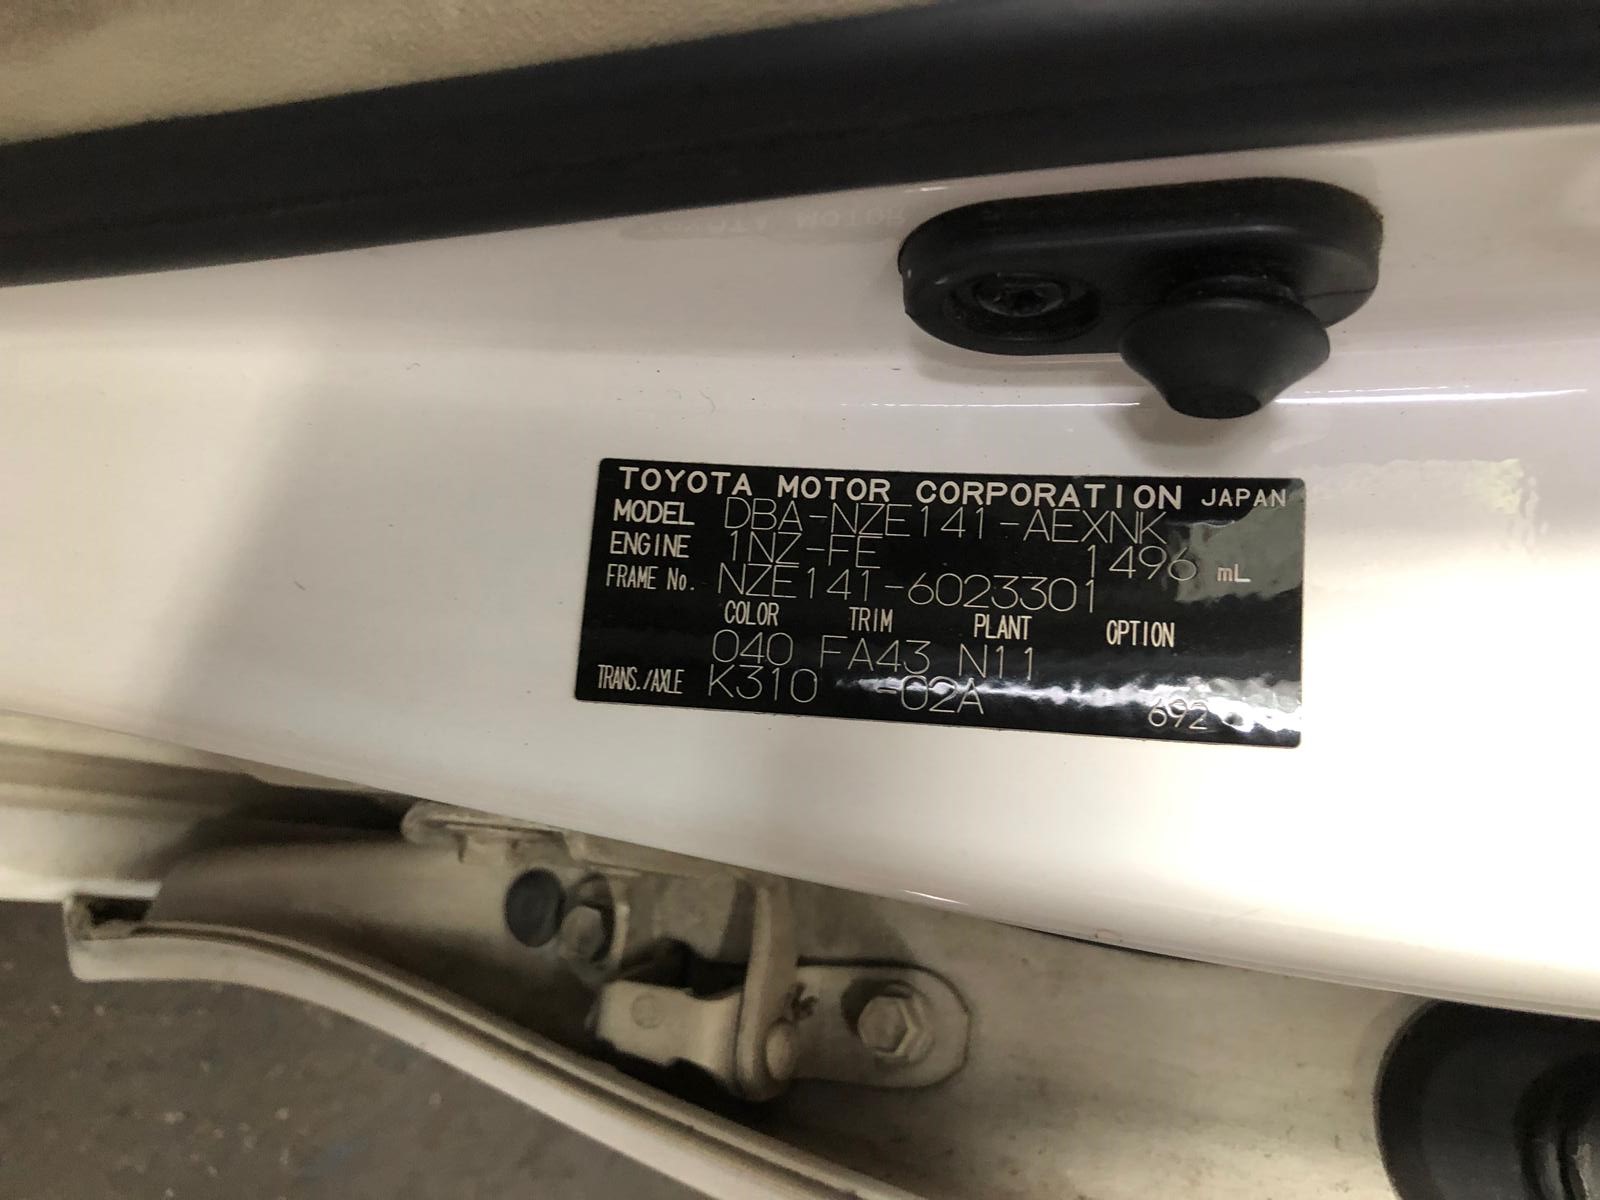 TOYOTA MOTOR CORPORATION JAPAN
MODEL DBA-NZE141-AEXNK
ENGINE 1NZ-FE 1496 mL
FRAME No. NZE141-6023301
COLOR TRIM PLANT OPTION
040 FA43 N11
TRANS./AXLE K310 -02A
692